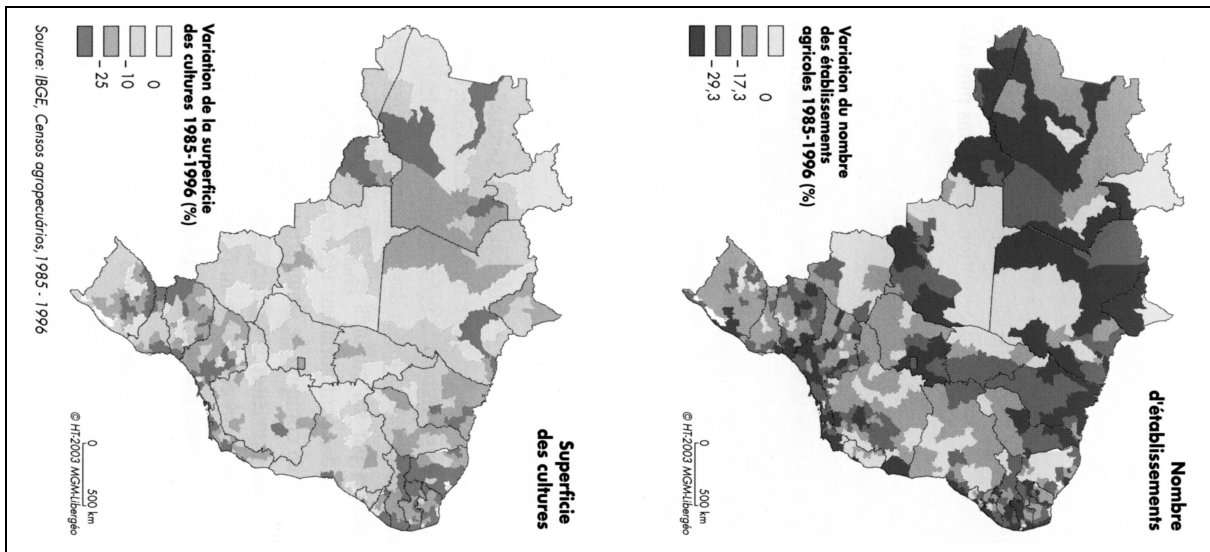 Nombre
d'établissements
Variation du nombre
des établissements
agricoles 1985-1996 (%)
0
- 17,3
- 29,3
0 500 km
© HT-2003 MGM-Libergéo
Superficie
des cultures
Variation de la surperficie
des cultures 1985-1996 (%)
0
- 10
- 25
0 500 km
© HT-2003 MGM-Libergéo
Source: IBGE, Censos agropecuários, 1985 - 1996